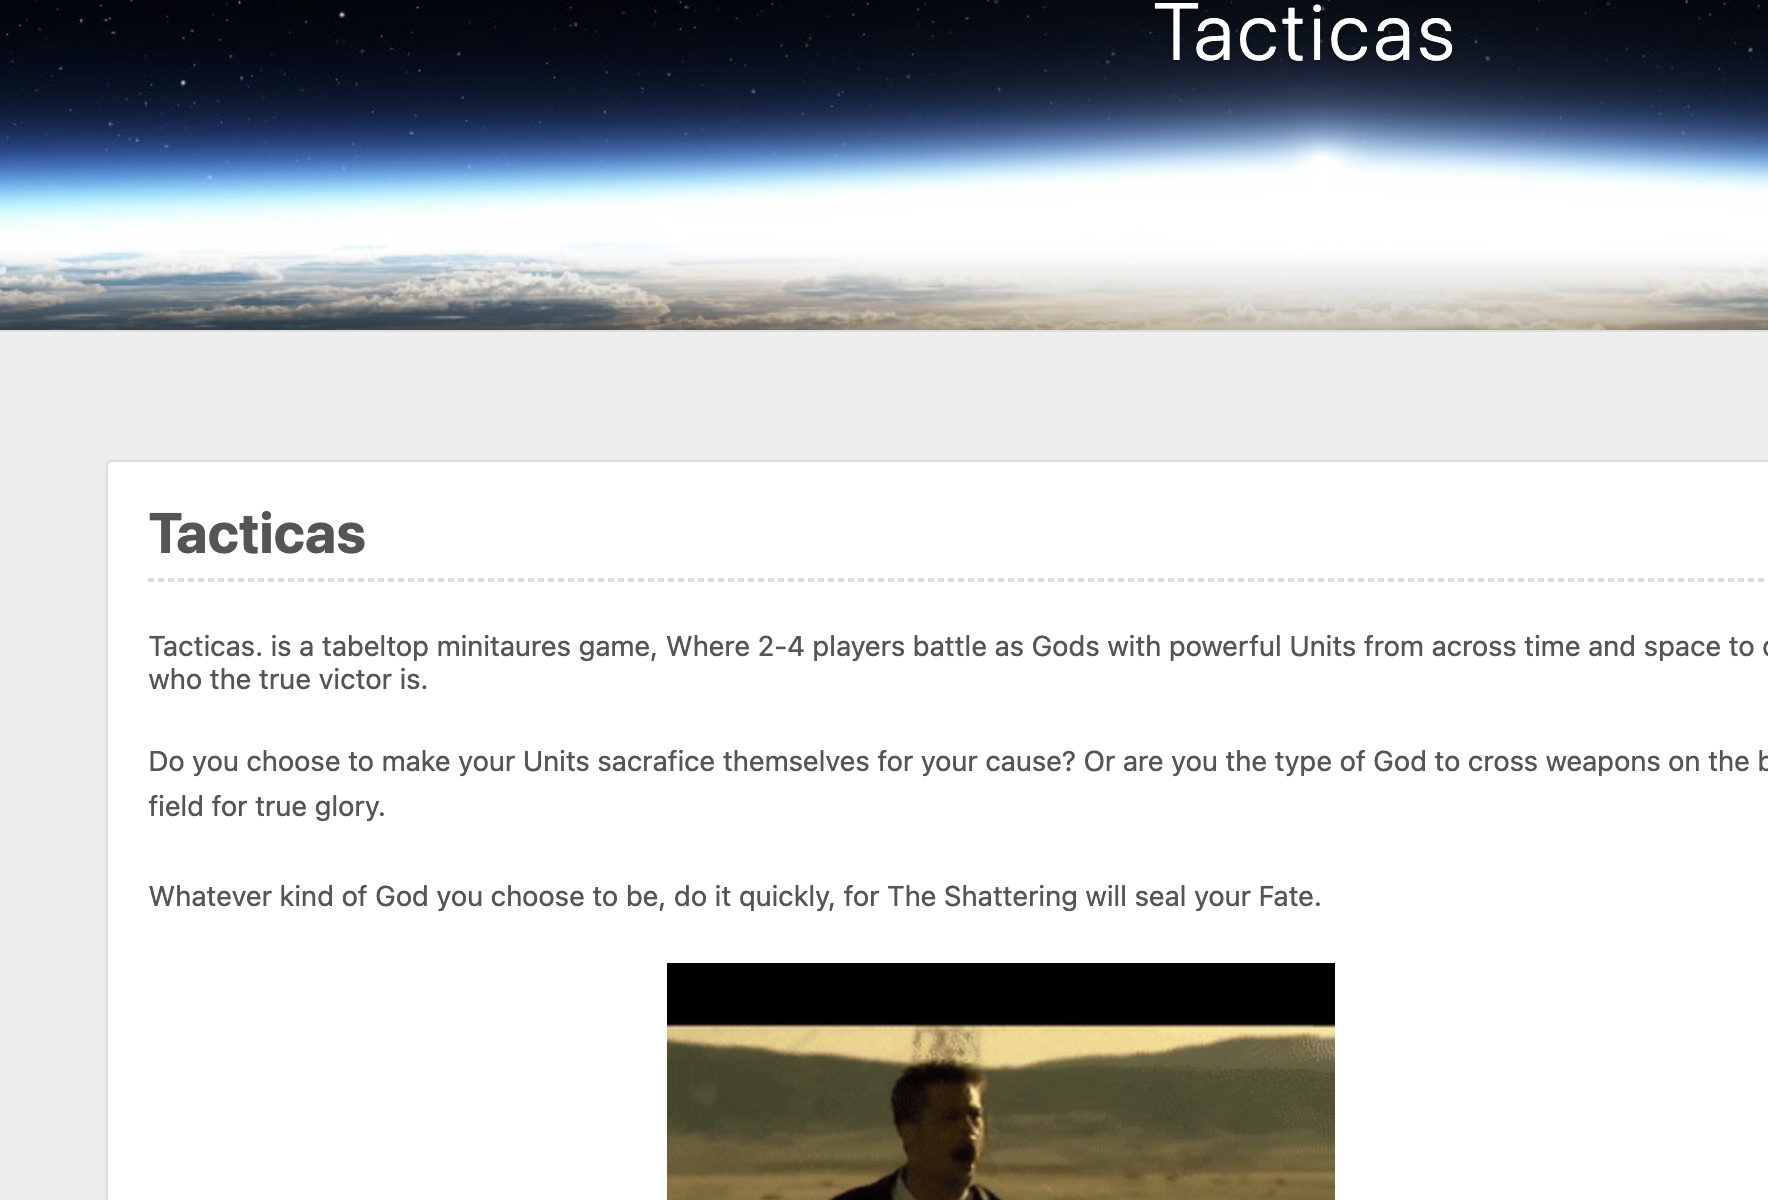 Tacticas
Tacticas
Tacticas. is a tabeltop minitaures game, Where 2-4 players battle as Gods with powerful Units from across time and space to
who the true victor is.
Do you choose to make your Units sacrafice themselves for your cause? Or are you the type of God to cross weapons on the
field for true glory.
Whatever kind of God you choose to be, do it quickly, for The Shattering will seal your Fate.